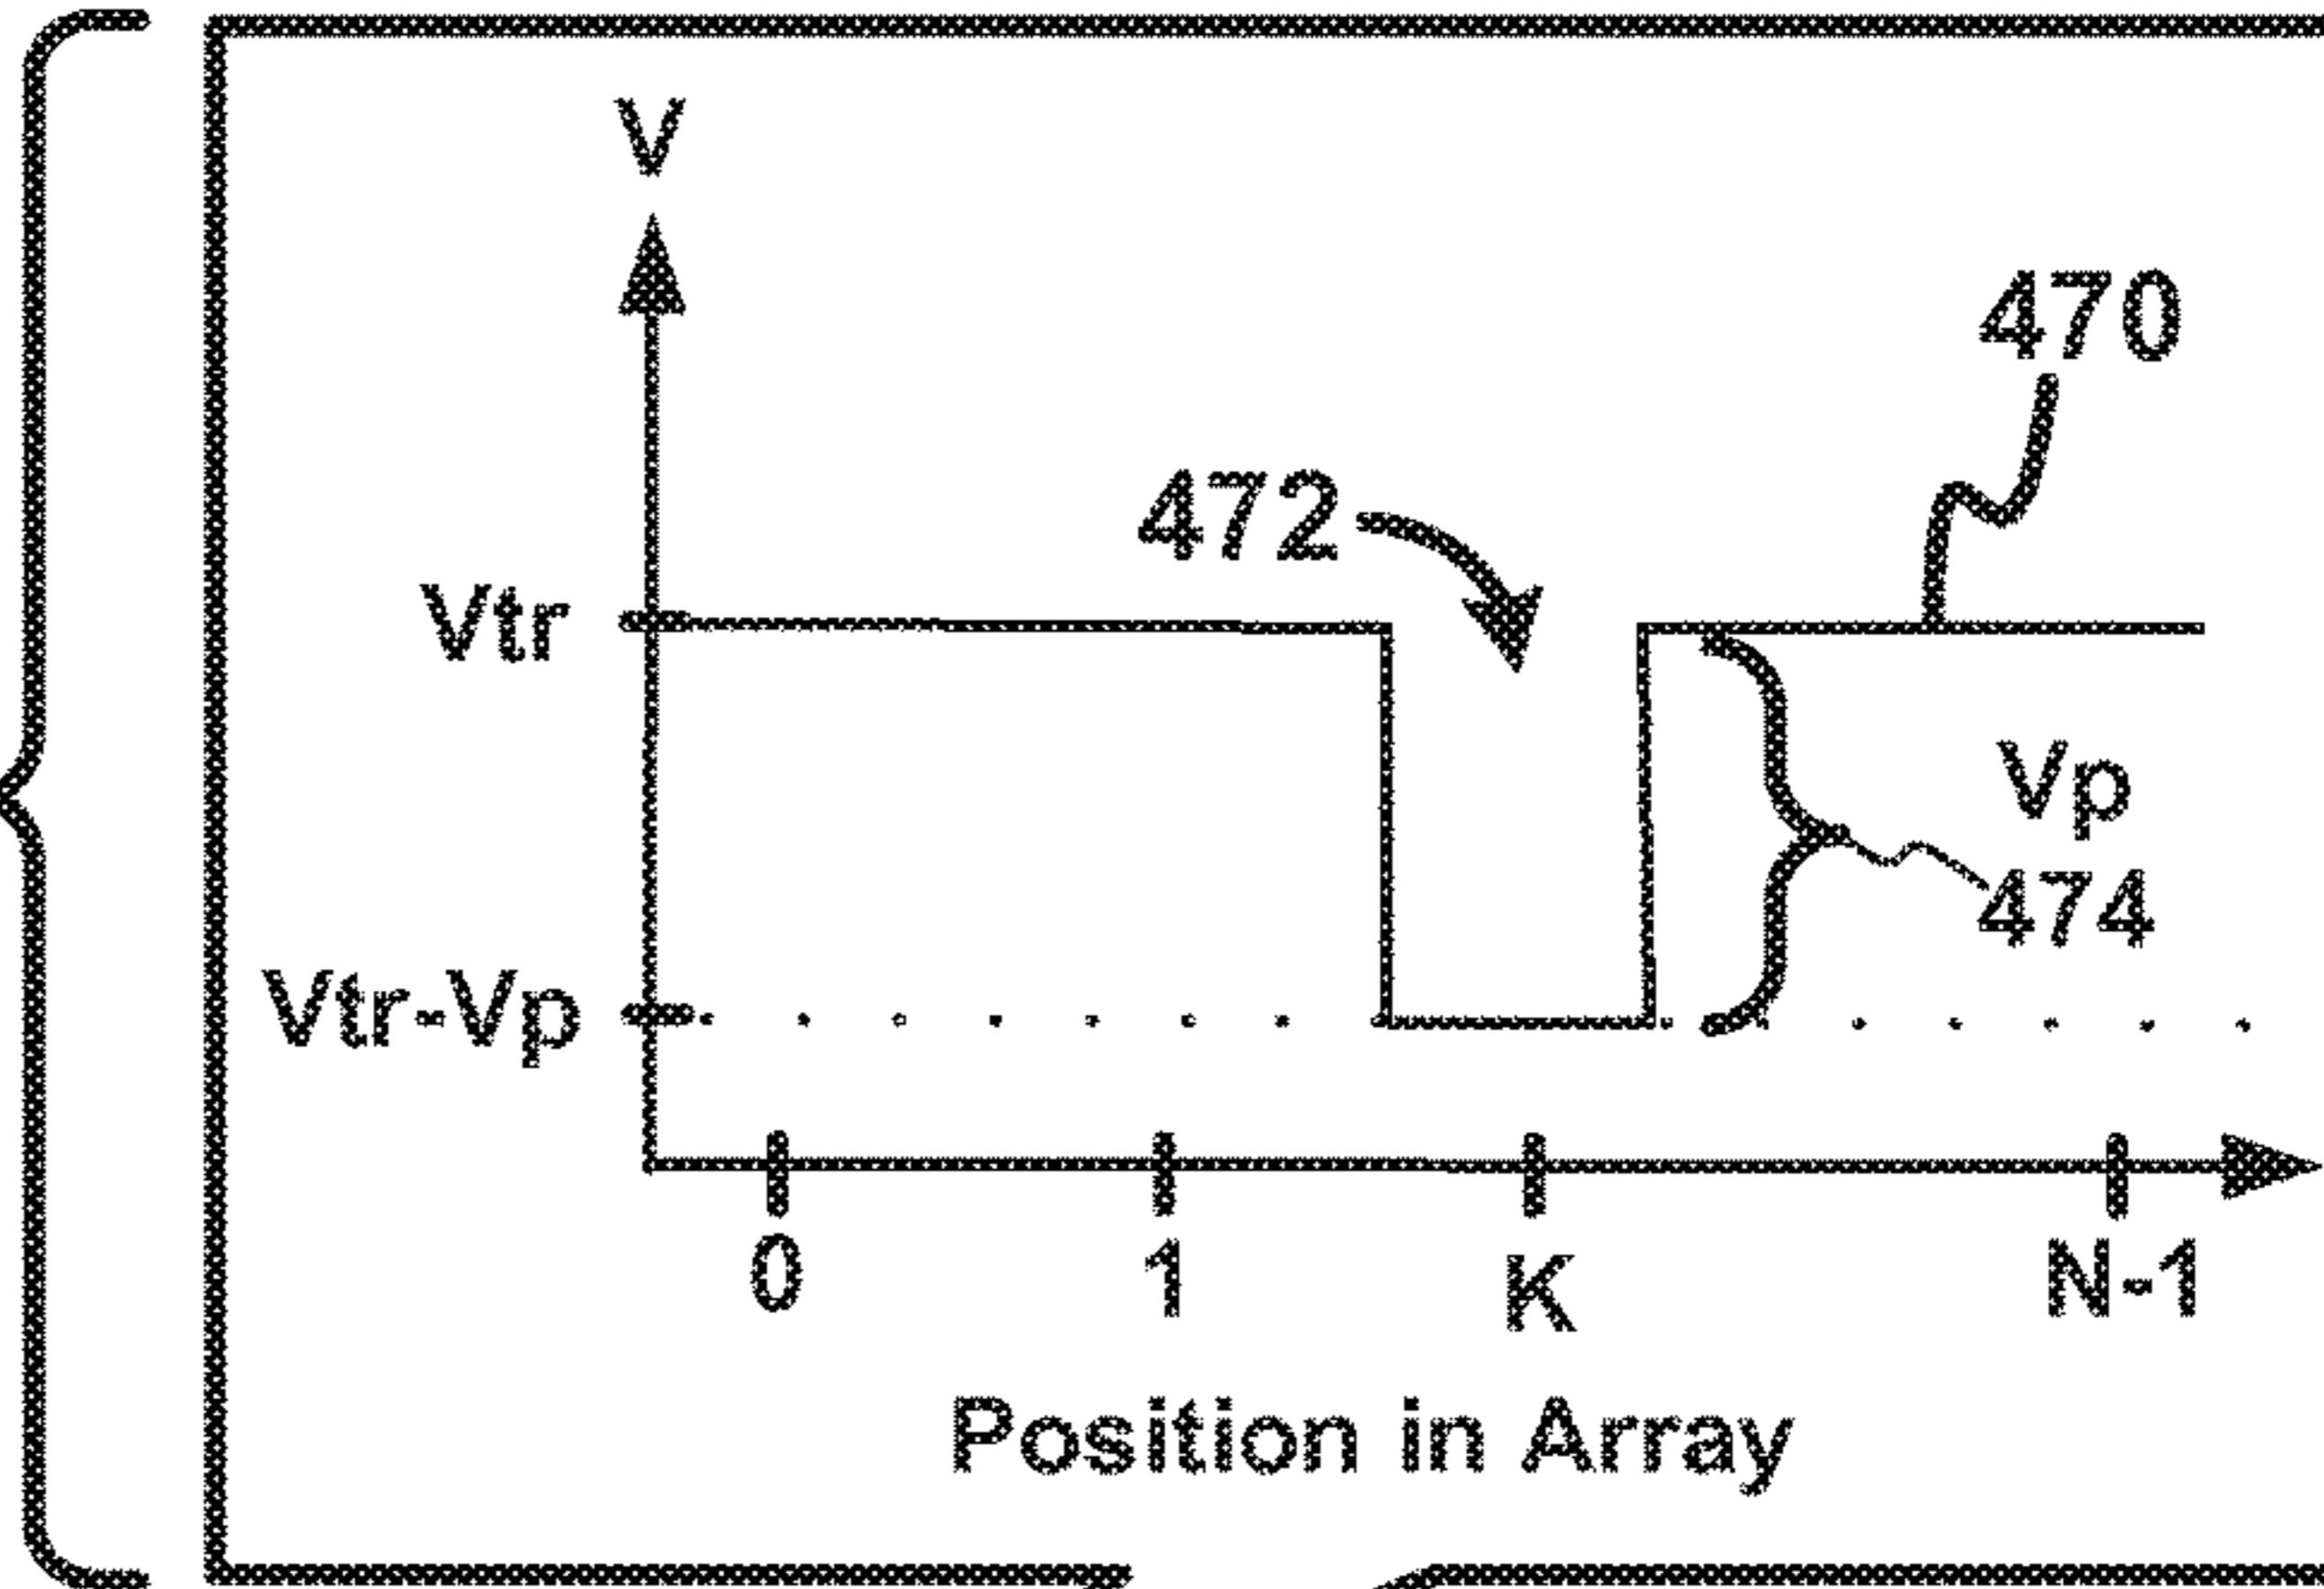 V
470
472
Vtr
Vp
474
Vtr-Vp
0 1 K N-1
Position in Array